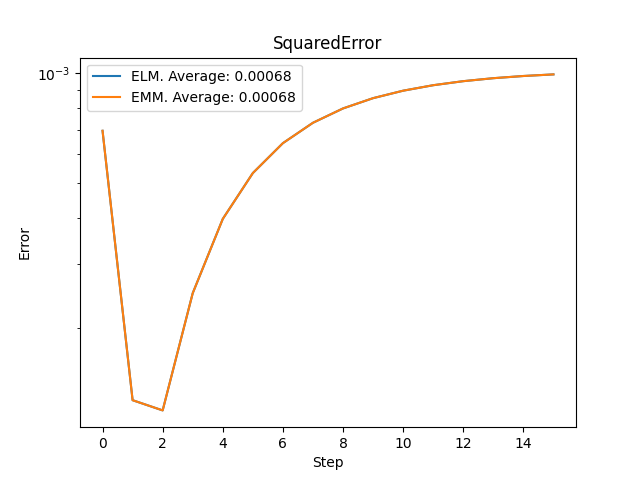 SquaredError
10⁻³
ELM. Average: 0.00068
EMM. Average: 0.00068
Error
0 2 4 6 8 10 12 14
Step